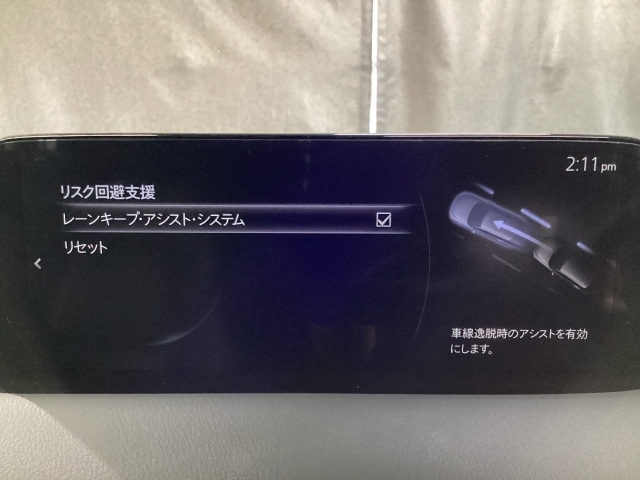 2:11 pm
リスク回避支援
レーンキープ・アシスト・システム
リセット
車線逸脱時のアシストを有効
にします。